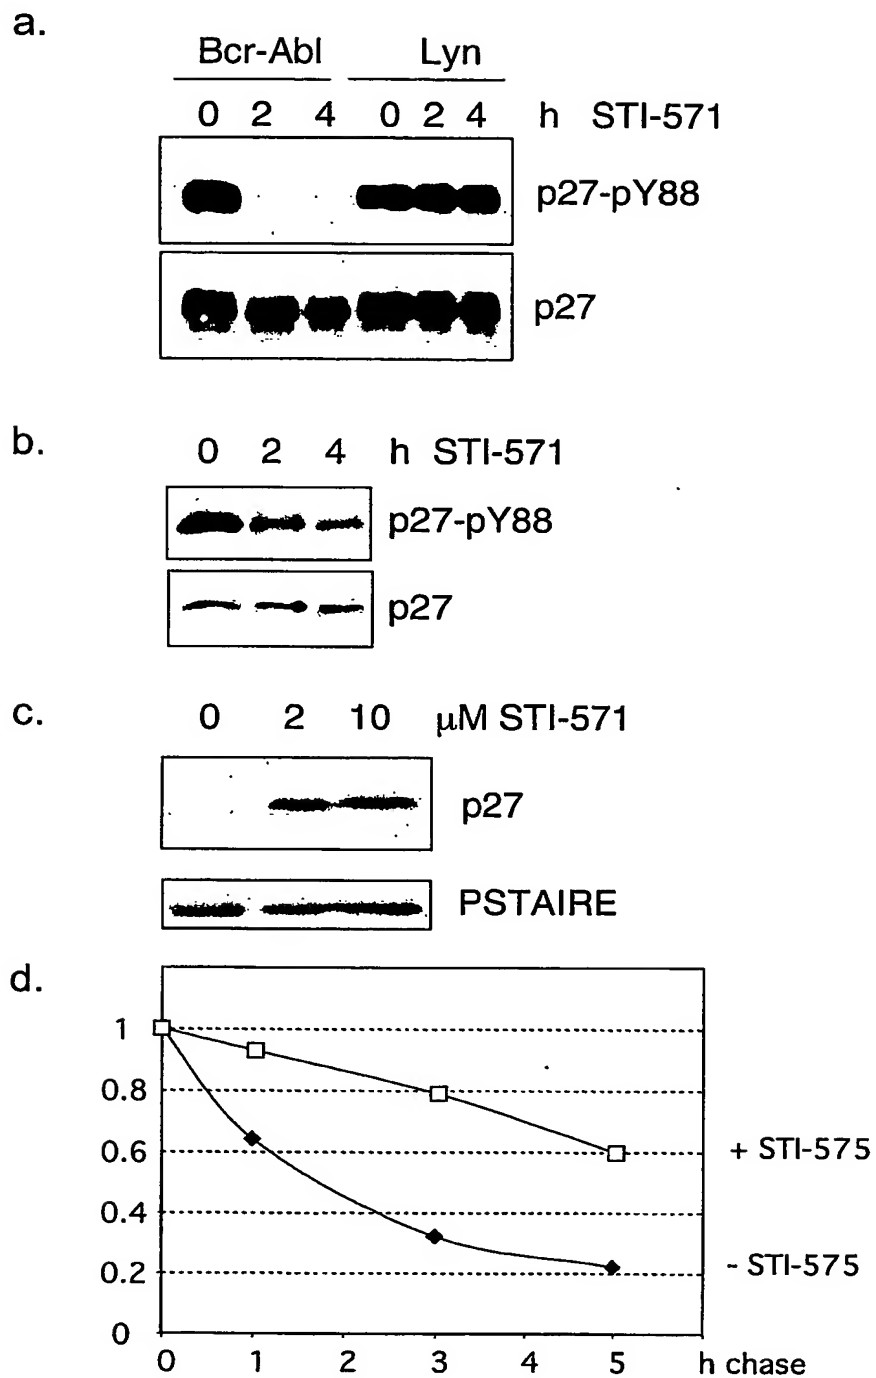 a.
Bcr-Abl Lyn
0 2 4 0 2 4 h STI-571
p27-pY88
p27
b.
0 2 4 h STI-571
p27-pY88
p27
c.
0 2 10 μM STI-571
p27
PSTAIRE
d.
1
0.8
0.6
+ STI-575
0.4
0.2
- STI-575
0
0 1 2 3 4 5 h chase